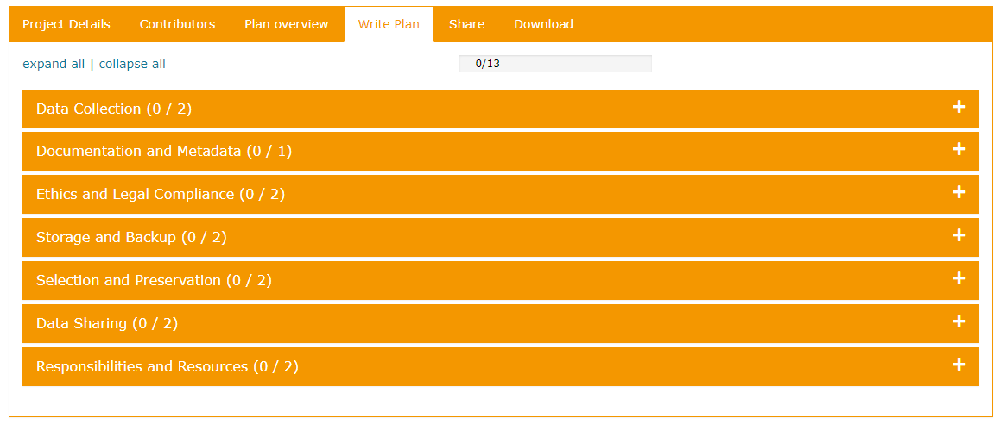 Project Details Contributors Plan overview Write Plan Share Download
expand all | collapse all 0/13
Data Collection (0 / 2) +
Documentation and Metadata (0 / 1) +
Ethics and Legal Compliance (0 / 2) +
Storage and Backup (0 / 2) +
Selection and Preservation (0 / 2) +
Data Sharing (0 / 2) +
Responsibilities and Resources (0 / 2) +